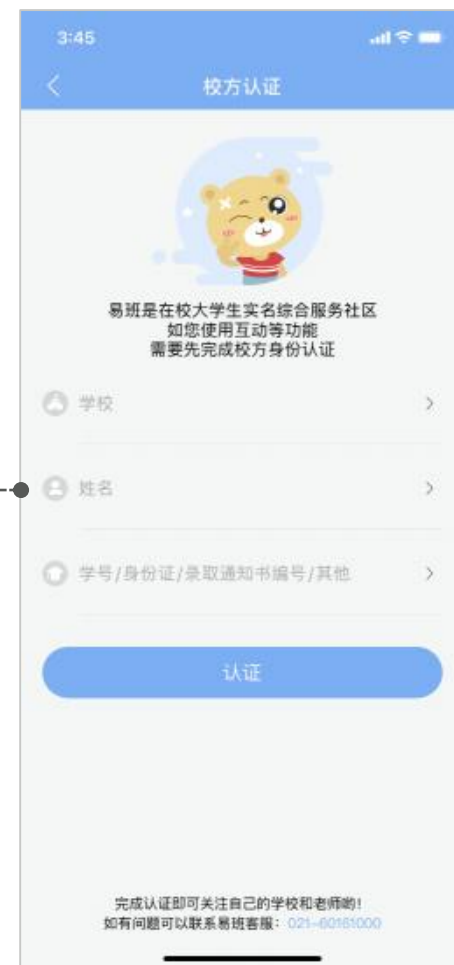 3:45
校方认证
易班是在校大学生实名综合服务社区
如您使用互动等功能
需要先完成校方身份认证
学校
姓名
学号/身份证/录取通知书编号/其他
认证
完成认证即可关注自己的学校和老师哟!
如有问题可以联系易班客服：021-60161000